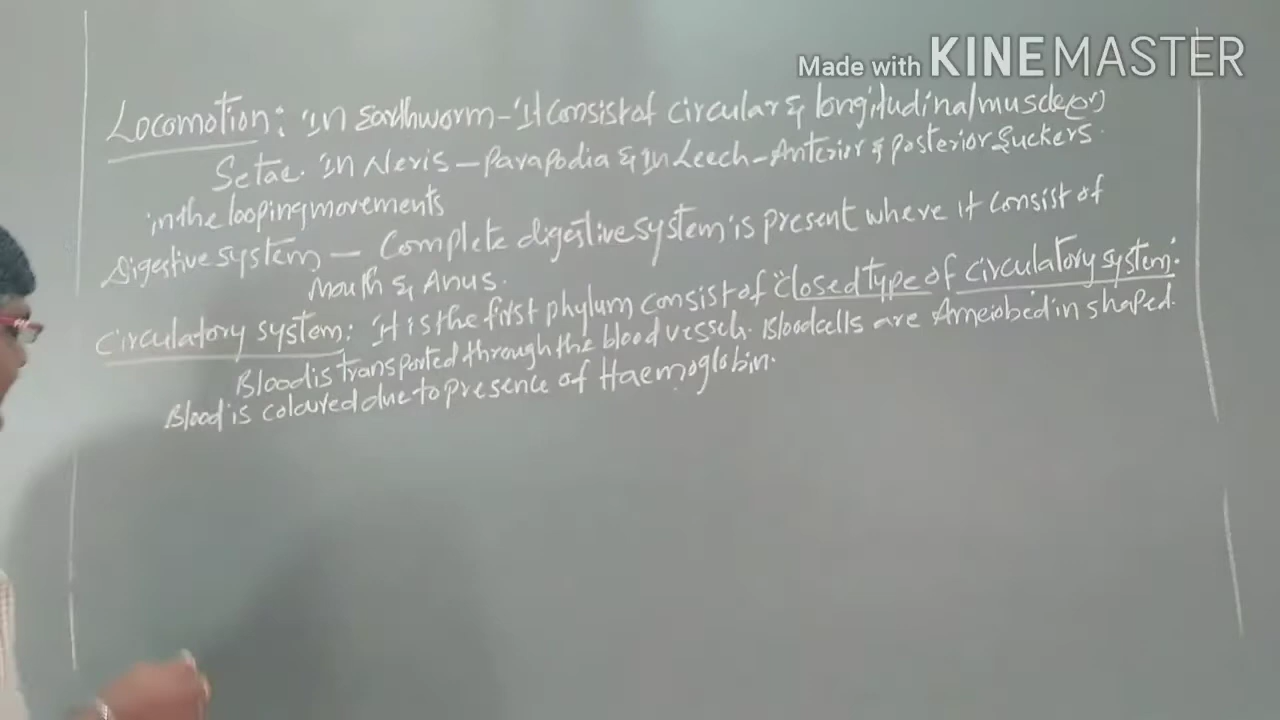 Made with KINEMASTER
Locomotion: In Earthworm - It consist of circular & longitudinal muscle (or)
Setae. In Neris - Parapodia & In Leech - Anterior & posterior suckers
in the looping movements
Digestive system - Complete digestive system is present where it consist of
Mouth & Anus.
Circulatory system: It is the first phylum consist of "closed type of circulatory system:
Blood is transported through the blood vessels. Blood cells are Ameiobed in shaped.
Blood is coloured due to presence of Haemoglobin.